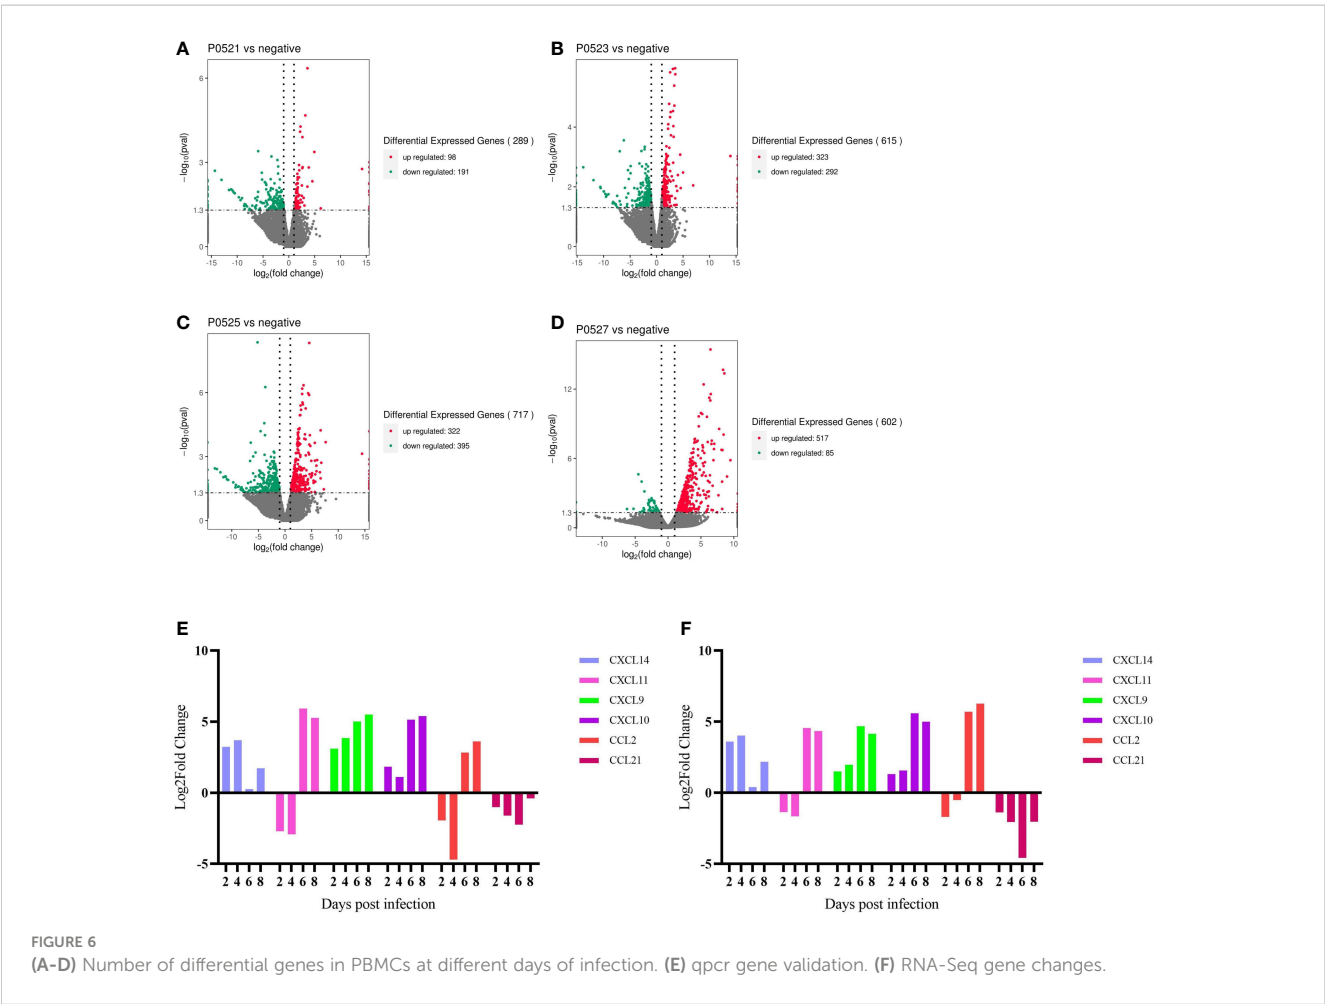 A P0521 vs negative
6
3
1.3
0
−log10(pval)
-15 -10 -5 0 5 10 15
log2(fold change)
Differential Expressed Genes ( 289 )
up regulated: 98
down regulated: 191
B P0523 vs negative
4
2
1.3
0
−log10(pval)
-15 -10 -5 0 5 10 15
log2(fold change)
Differential Expressed Genes ( 615 )
up regulated: 323
down regulated: 292
C P0525 vs negative
6
3
1.3
0
−log10(pval)
-10 -5 0 5 10 15
log2(fold change)
Differential Expressed Genes ( 717 )
up regulated: 322
down regulated: 395
D P0527 vs negative
12
6
1.3
0
−log10(pval)
-10 -5 0 5 10
log2(fold change)
Differential Expressed Genes ( 602 )
up regulated: 517
down regulated: 85
E
10
5
0
-5
Log2Fold Change
2 4 6 8 2 4 6 8 2 4 6 8 2 4 6 8 2 4 6 8 2 4 6 8
Days post infection
CXCL14
CXCL11
CXCL9
CXCL10
CCL2
CCL21
F
10
5
0
-5
Log2Fold Change
2 4 6 8 2 4 6 8 2 4 6 8 2 4 6 8 2 4 6 8 2 4 6 8
Days post infection
CXCL14
CXCL11
CXCL9
CXCL10
CCL2
CCL21
FIGURE 6
(A-D) Number of differential genes in PBMCs at different days of infection. (E) qpcr gene validation. (F) RNA-Seq gene changes.